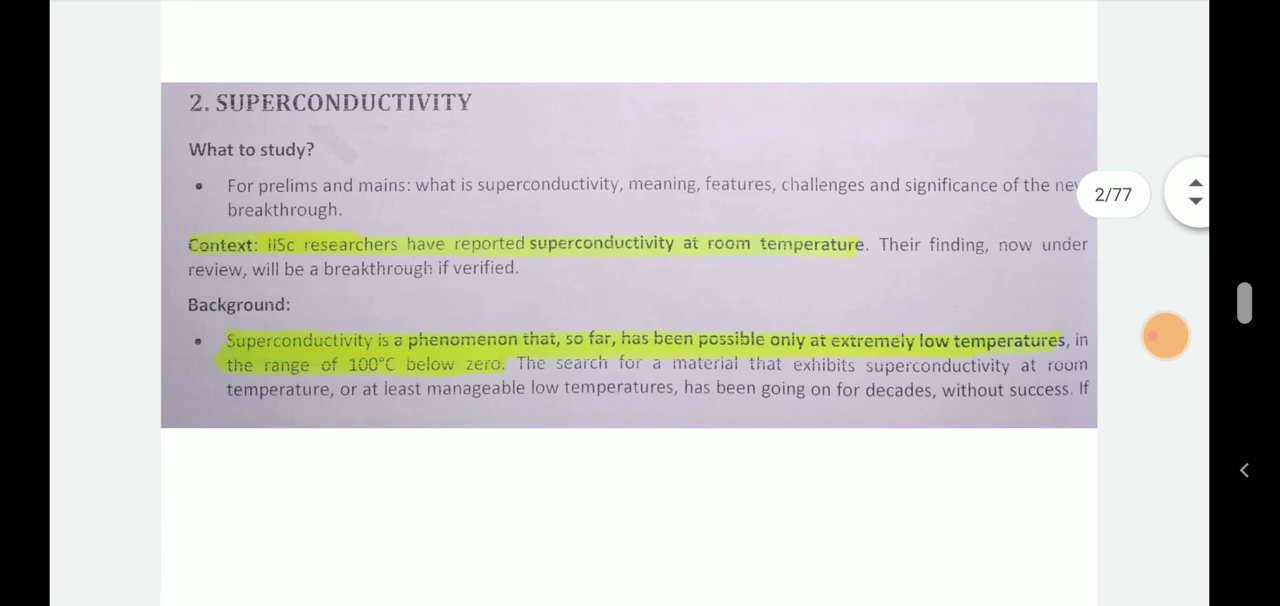 2. SUPERCONDUCTIVITY
What to study?
• For prelims and mains: what is superconductivity, meaning, features, challenges and significance of the
2/77
breakthrough.
Context: IISc researchers have reported superconductivity at room temperature. Their finding, now under
review, will be a breakthrough if verified.
Background:
• Superconductivity is a phenomenon that, so far, has been possible only at extremely low temperatures, in
the range of 100°C below zero. The search for a material that exhibits superconductivity at room
temperature, or at least manageable low temperatures, has been going on for decades, without success. If